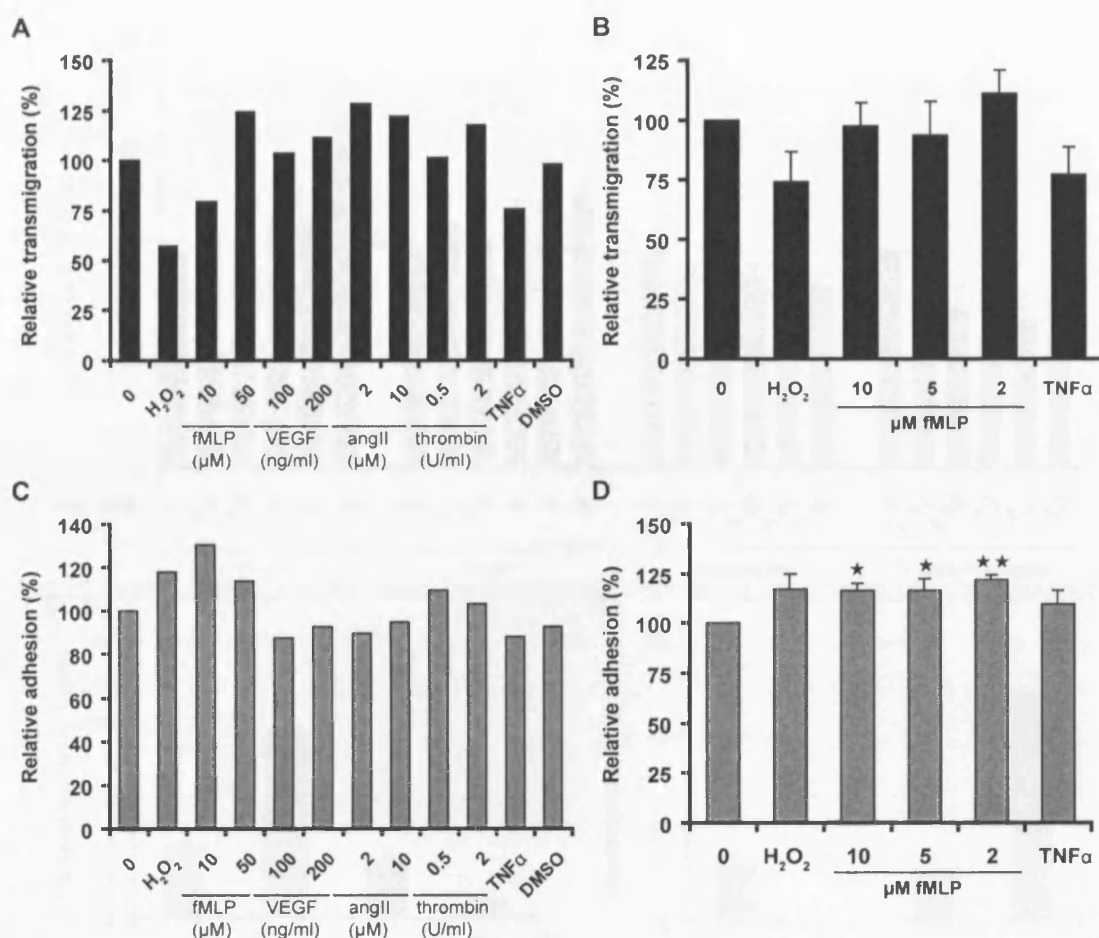 A
Relative transmigration (%)
150
125
100
75
50
25
0
0 H₂O₂ 10 50 100 200 2 10 0.5 2 TNFα DMSO
fMLP VEGF angII thrombin
(µM) (ng/ml) (µM) (U/ml)
B
Relative transmigration (%)
125
100
75
50
25
0
0 H₂O₂ 10 5 2 TNFα
µM fMLP
C
Relative adhesion (%)
140
120
100
80
60
40
20
0
0 H₂O₂ 10 50 100 200 2 10 0.5 2 TNFα DMSO
fMLP VEGF angII thrombin
(µM) (ng/ml) (µM) (U/ml)
D
Relative adhesion (%)
150
125
100
75
50
25
0
★ ★ ★★
0 H₂O₂ 10 5 2 TNFα
µM fMLP